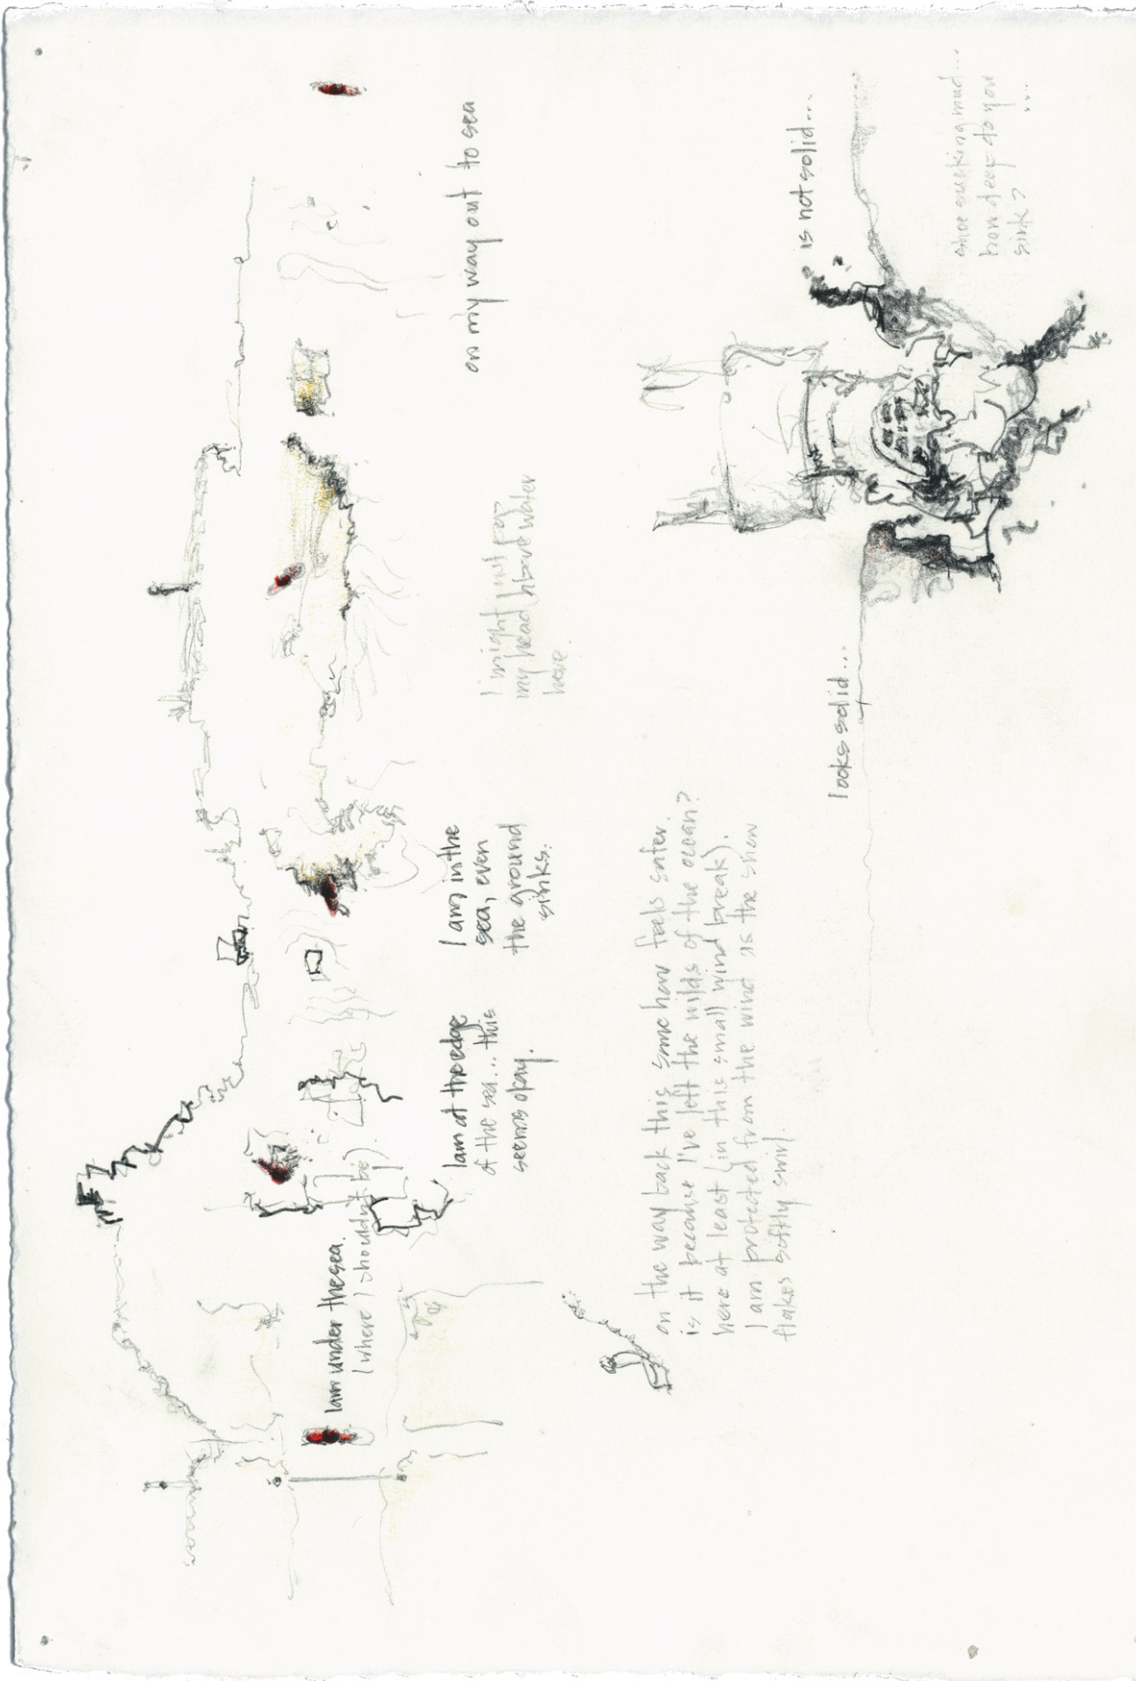 I am under the sea.
(where I shouldn't be).
I am at the edge
of the sea... this
seems okay.
I am in the
sea, even
the ground
sinks.
I might just
my head about water
here.
on my way out to sea
on the way back this somehow feels safer.
is it because I've left the wilds of the ocean?
here at least (in this small wind break)
I am protected from the wind as the snow
flakes softly swirl.
looks solid...
is not solid...
shoe sucking mud...
how deep do you
sink? ...